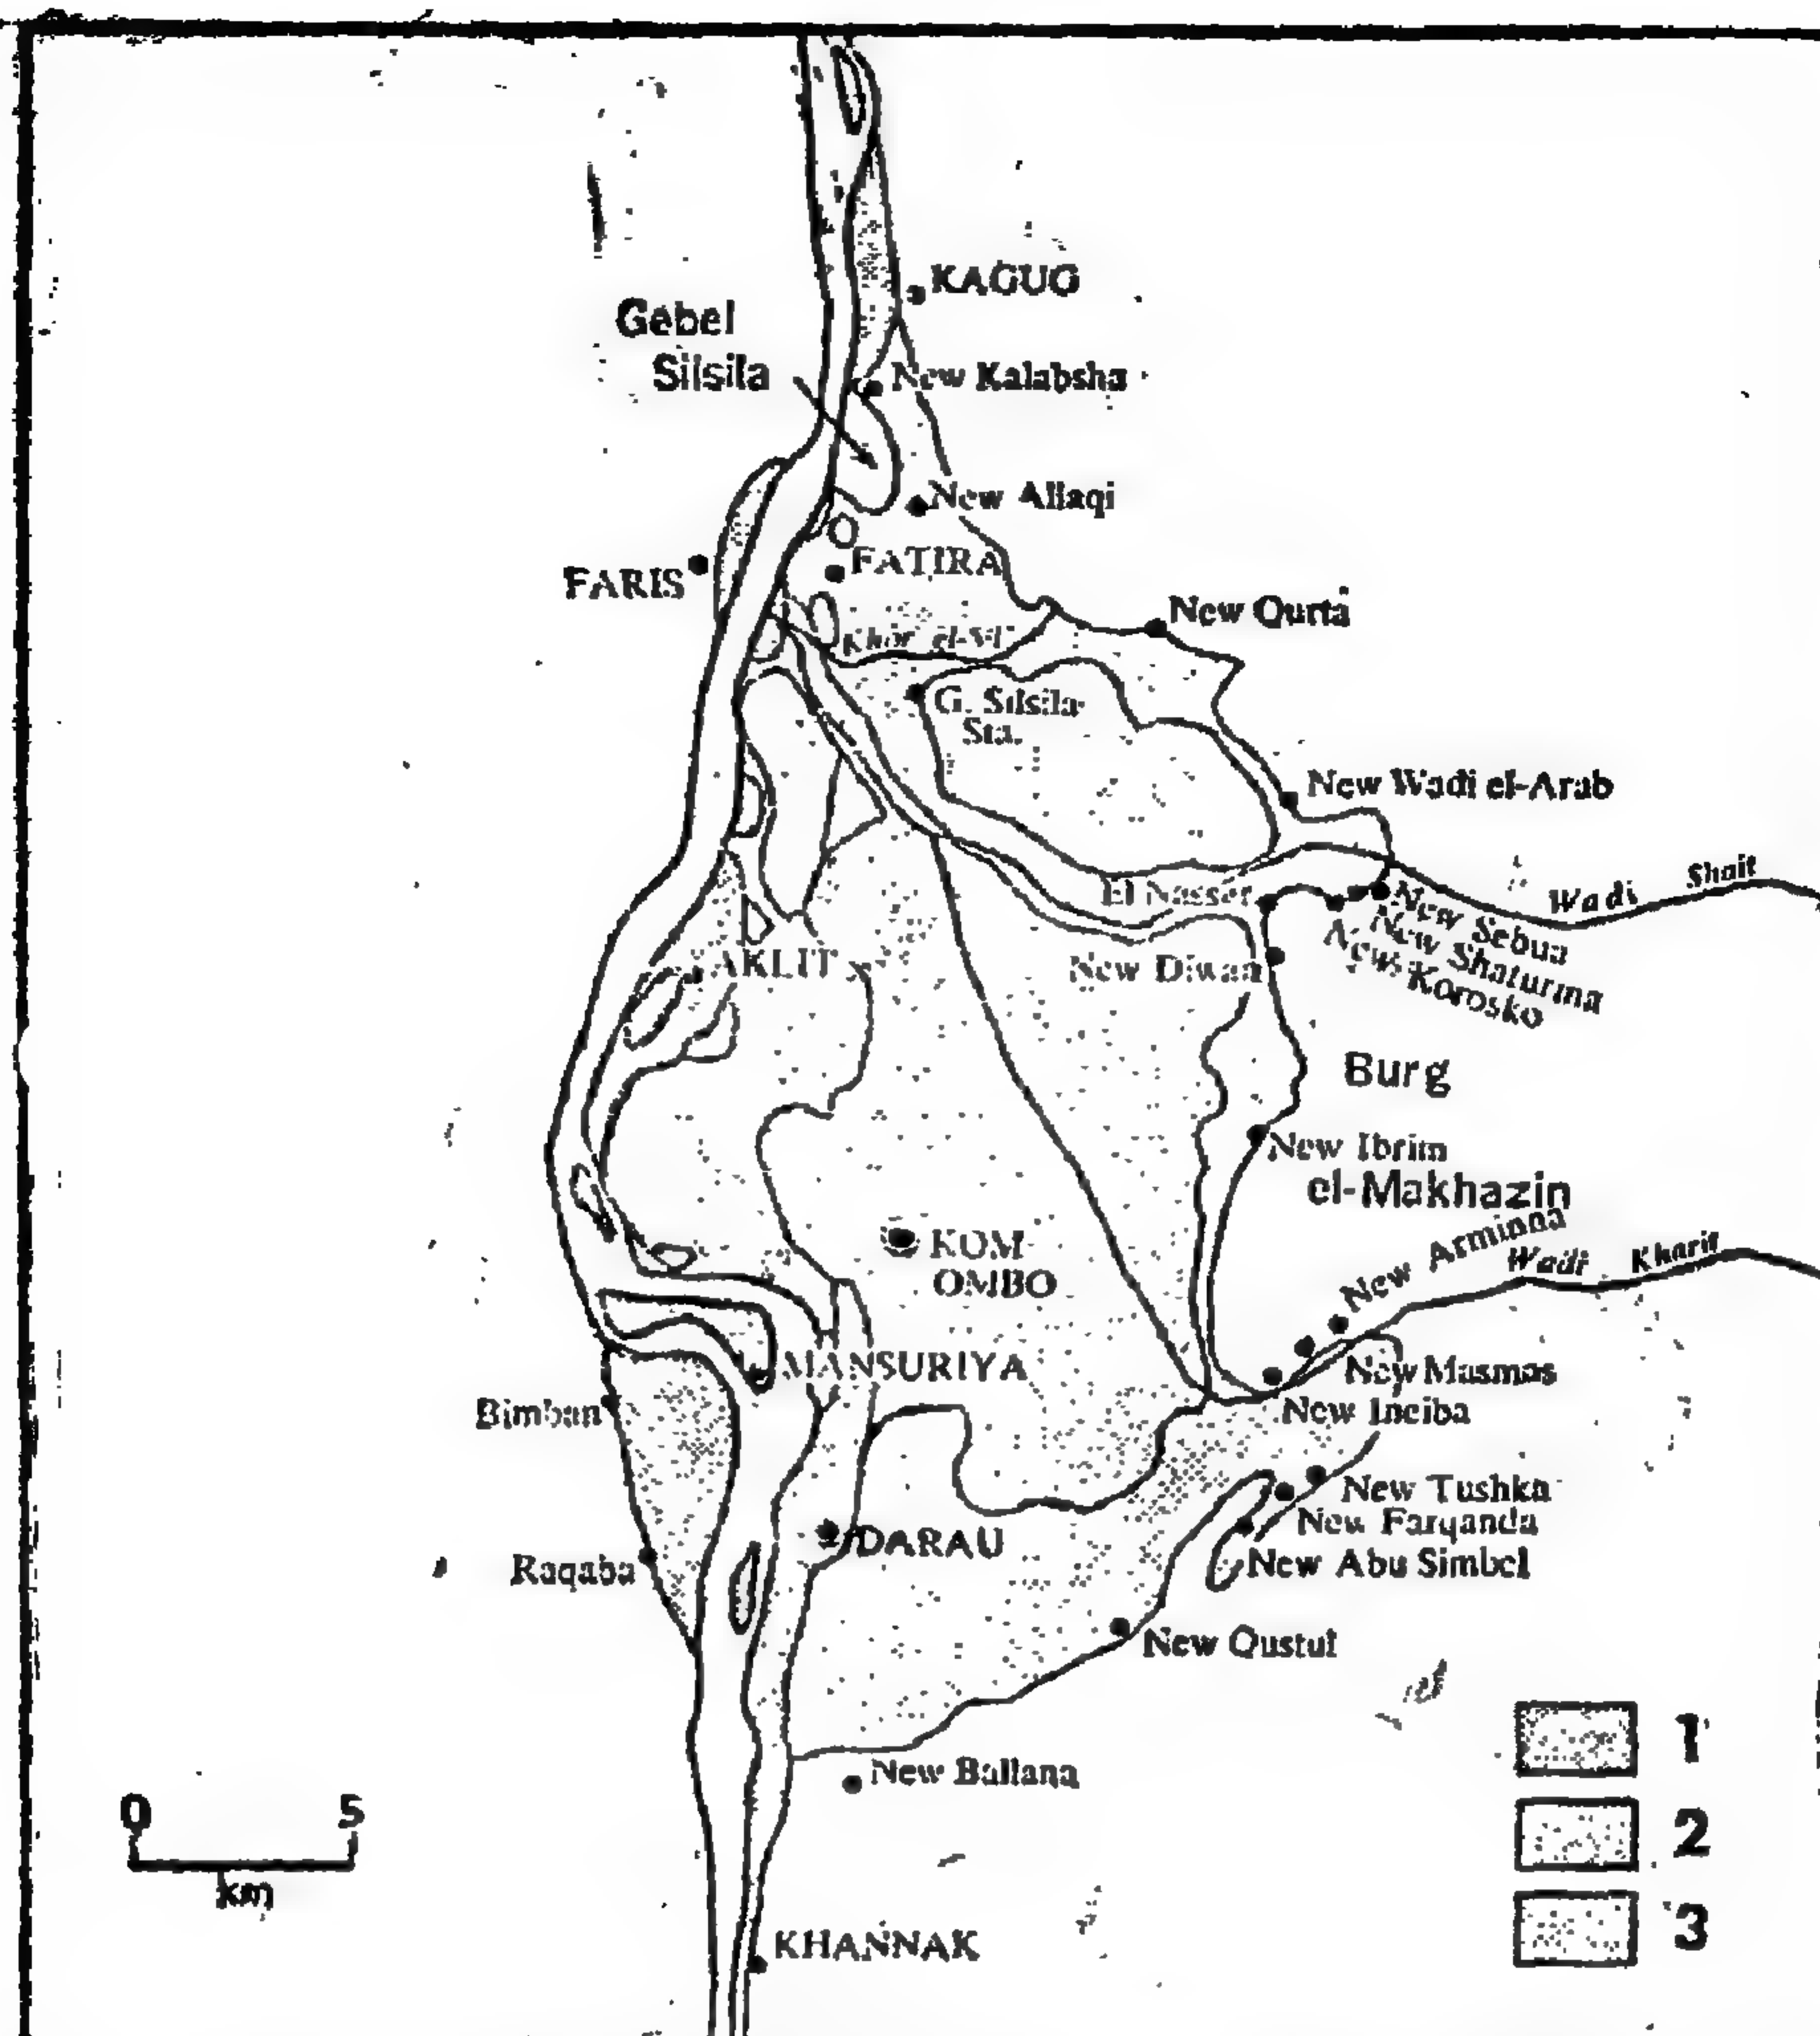 KAGUG
Gebel
Silsila
New Kalabsha
New Allaqi
FATIRA
FARIS
New Qurta
Khor el-Sil
G. Silsila
Sta.
New Wadi el-Arab
Wadi Shait
El Nasser
New Sebua
New Shaturma
New Korosko
AKLIT
New Diwan
Burg
New Ibrim
el-Makhazin
New Arminna
Wadi Kharit
KOM
OMBO
MANSURIYA
New Masmas
Bimban
New Ineiba
New Tushka
New Farqanda
DARAU
Raqaba
New Abu Simbel
New Qustul
1
New Ballana
0 5
2
km
3
KHANNAK